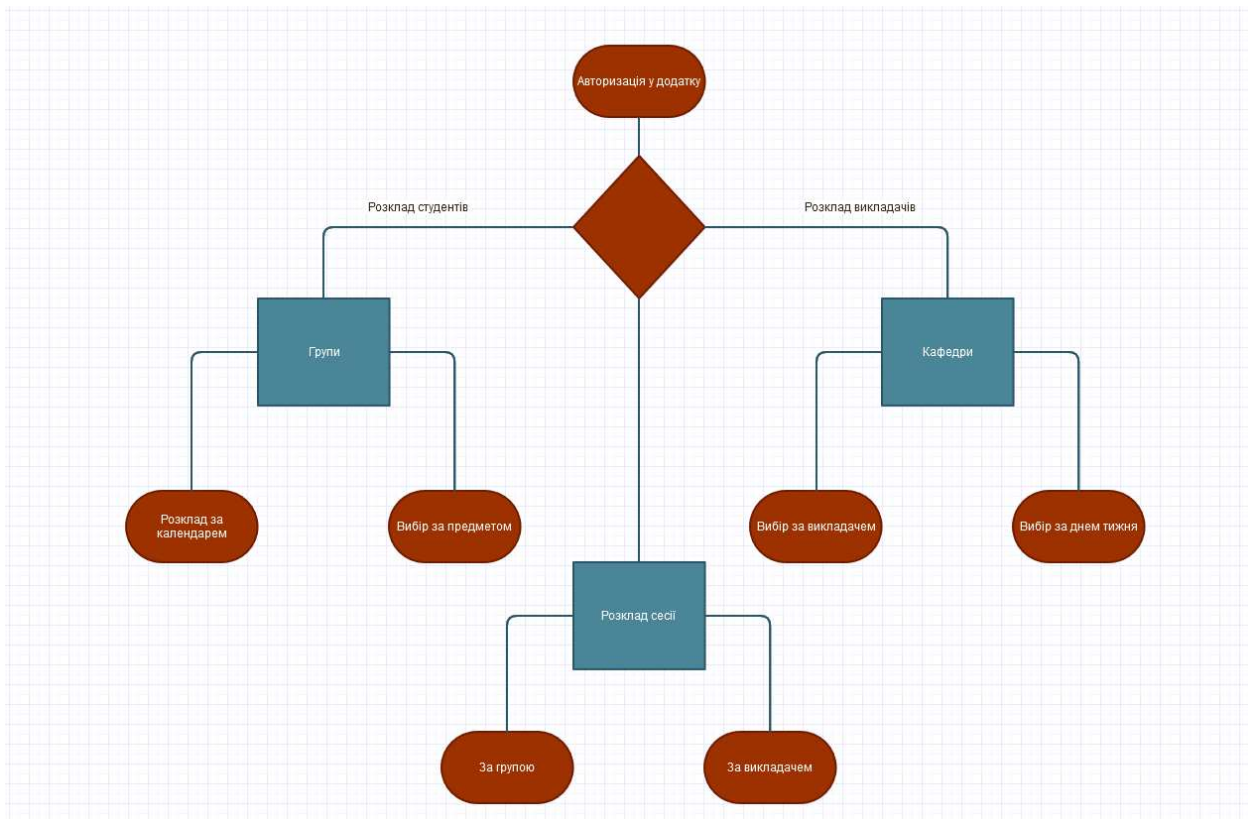 Авторизація у додатку
Розклад студентів
Розклад викладачів
Групи
Кафедри
Розклад за
календарем
Вибір за предметом
Вибір за викладачем
Вибір за днем тижня
Розклад сесії
За групою
За викладачем